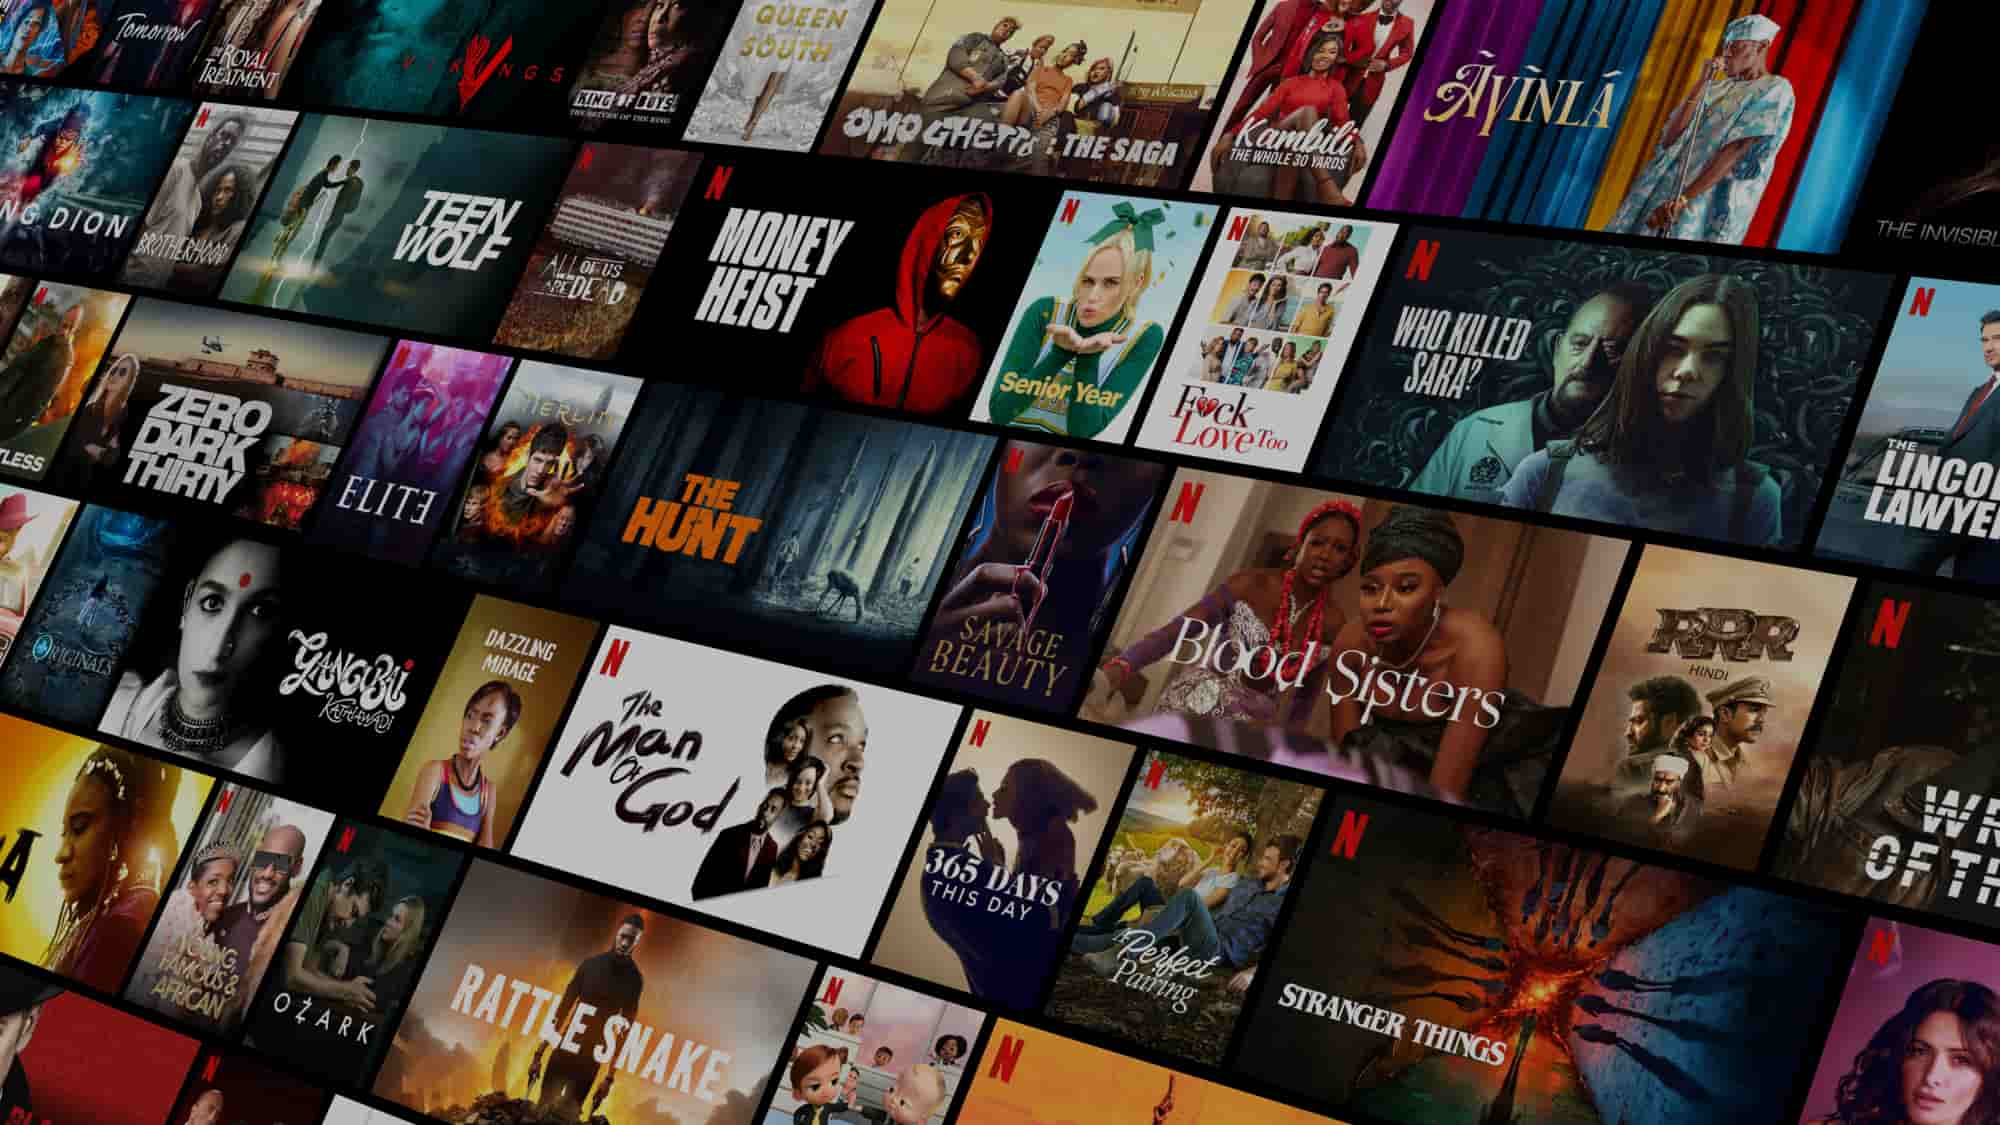 Tomorrow
THE
ROYAL
TREATMENT
VIKINGS
KING OF BOYS:
THE RETURN OF THE KING
QUEEN
SOUTH
OMO GHETTO: THE SAGA
Kambili
THE WHOLE 30 YARDS
ÀYÌNLÁ
THE INVISIBL
NG DION
N
BROTHERHOOD
TEEN
WOLF
N
ALL OF US
ARE DEAD
N
MONEY
HEIST
N
Senior Year
N
F*ck
Love Too
N
WHO KILLED
SARA?
N
THE
LINCOL
LAWYE
N
TLESS
ZERO
DARK
THIRTY
N
ELITE
MERLIN
THE
HUNT
N
SAVAGE
BEAUTY
N
Blood Sisters
RRR
HINDI
N
WR
OF TH
ORIGINALS
GANGUBAI
KATHIAWADI
DAZZLING
MIRAGE
N
The
Man
Of
God
N
365 DAYS
THIS DAY
N
A
Perfect
Pairing
N
STRANGER THINGS
N
A
N
YOUNG,
FAMOUS &
AFRICAN
N
OZARK
RATTLE SNAKE
N
N
N